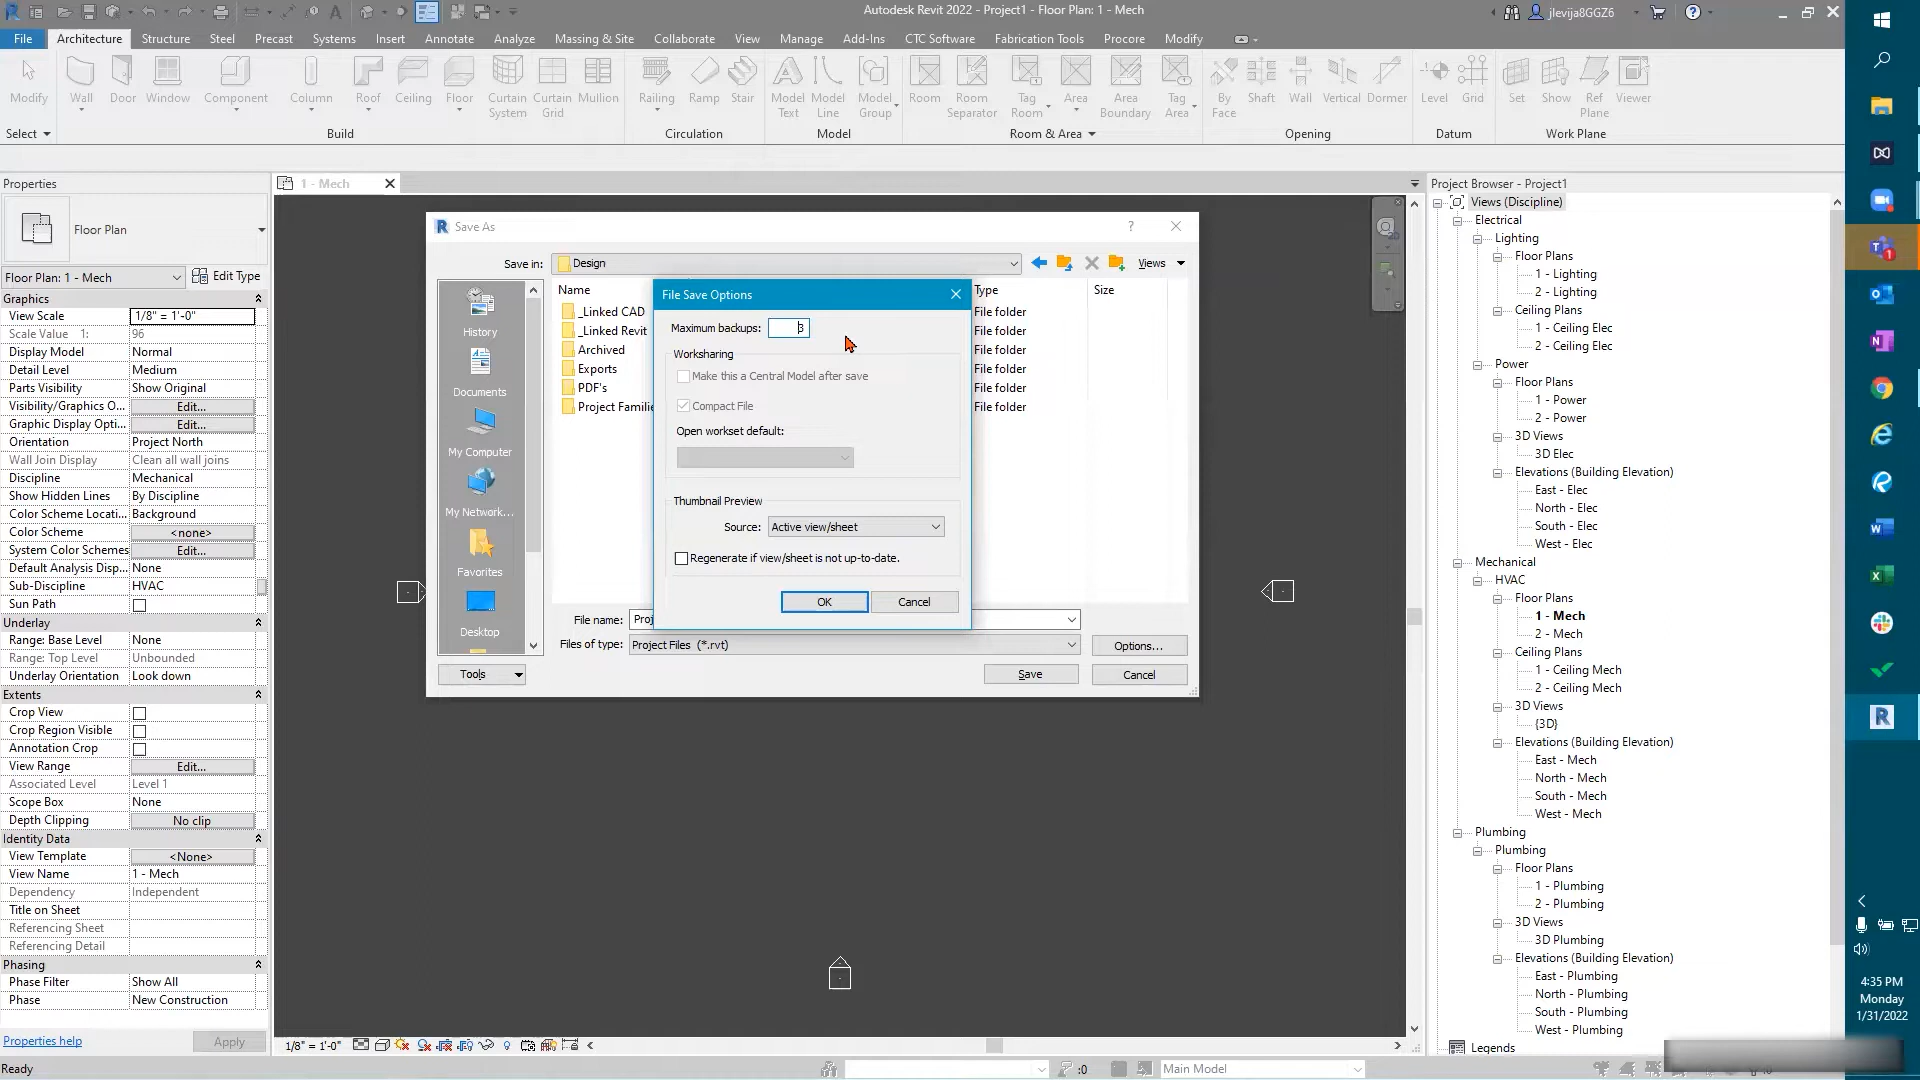 Autodesk Revit 2022 - Project1 - Floor Plan: 1 - Mech
jlevija8GGZ6
File Architecture Structure Steel Precast Systems Insert Annotate Analyze Massing & Site Collaborate View Manage Add-Ins CTC Software Fabrication Tools Procore Modify
Modify Wall Door Window Component Column Roof Ceiling Floor Curtain System Curtain Grid Mullion Railing Ramp Stair Model Text Model Line Model Group Room Room Separator Tag Room Area Area Boundary Tag Area By Face Shaft Wall Vertical Dormer Level Grid Set Show Ref Plane Viewer
Select Build Circulation Model Room & Area Opening Datum Work Plane
Properties
Floor Plan
Floor Plan: 1 - Mech Edit Type
Graphics
View Scale 1/8" = 1'-0"
Scale Value 1: 96
Display Model Normal
Detail Level Medium
Parts Visibility Show Original
Visibility/Graphics O... Edit...
Graphic Display Opti... Edit...
Orientation Project North
Wall Join Display Clean all wall joins
Discipline Mechanical
Show Hidden Lines By Discipline
Color Scheme Locati... Background
Color Scheme <none>
System Color Schemes Edit...
Default Analysis Disp... None
Sub-Discipline HVAC
Sun Path
Underlay
Range: Base Level None
Range: Top Level Unbounded
Underlay Orientation Look down
Extents
Crop View
Crop Region Visible
Annotation Crop
View Range Edit...
Associated Level Level 1
Scope Box None
Depth Clipping No clip
Identity Data
View Template <None>
View Name 1 - Mech
Dependency Independent
Title on Sheet
Referencing Sheet
Referencing Detail
Phasing
Phase Filter Show All
Phase New Construction
Properties help Apply
Ready
1 - Mech
Save As
Save in: Design Views
History
Documents
My Computer
My Network...
Favorites
Desktop
Name Type Size
_Linked CAD File folder
_Linked Revit File folder
Archived File folder
Exports File folder
PDF's File folder
Project Familie File folder
File name: Proj
Files of type: Project Files (*.rvt) Options...
Tools Save Cancel
File Save Options
Maximum backups: 3
Worksharing
Make this a Central Model after save
Compact File
Open workset default:
Thumbnail Preview
Source: Active view/sheet
Regenerate if view/sheet is not up-to-date.
OK Cancel
1/8" = 1'-0"
:0 Main Model
Project Browser - Project1
Views (Discipline)
Electrical
Lighting
Floor Plans
1 - Lighting
2 - Lighting
Ceiling Plans
1 - Ceiling Elec
2 - Ceiling Elec
Power
Floor Plans
1 - Power
2 - Power
3D Views
3D Elec
Elevations (Building Elevation)
East - Elec
North - Elec
South - Elec
West - Elec
Mechanical
HVAC
Floor Plans
1 - Mech
2 - Mech
Ceiling Plans
1 - Ceiling Mech
2 - Ceiling Mech
3D Views
{3D}
Elevations (Building Elevation)
East - Mech
North - Mech
South - Mech
West - Mech
Plumbing
Plumbing
Floor Plans
1 - Plumbing
2 - Plumbing
3D Views
3D Plumbing
Elevations (Building Elevation)
East - Plumbing
North - Plumbing
South - Plumbing
West - Plumbing
Legends
4:35 PM
Monday
1/31/2022